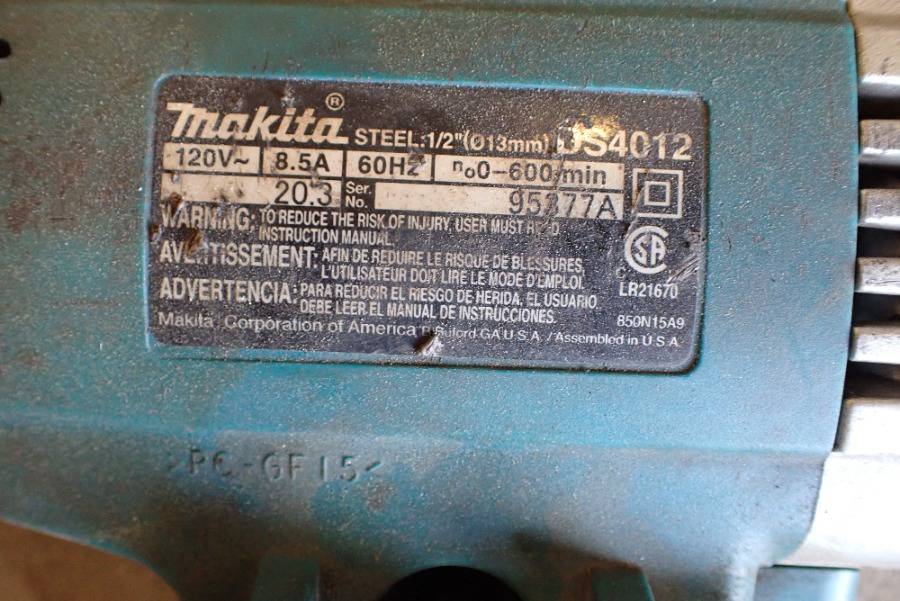 makita® STEEL:1/2"(Ø13mm) DS4012
120V~ 8.5A 60HZ no0-600/min
20.3 Ser. No. 95377A
WARNING: TO REDUCE THE RISK OF INJURY, USER MUST READ
INSTRUCTION MANUAL.
AVERTISSEMENT: AFIN DE REDUIRE LE RISQUE DE BLESSURES,
L'UTILISATEUR DOIT LIRE LE MODE D'EMPLOI.
ADVERTENCIA: PARA REDUCIR EL RIESGO DE HERIDA, EL USUARIO
DEBE LEER EL MANUAL DE INSTRUCCIONES.
Makita Corporation of America Buford GA U.S.A. / Assembled in U.S.A.
LR21670
850N15A9
>PC-GF15<